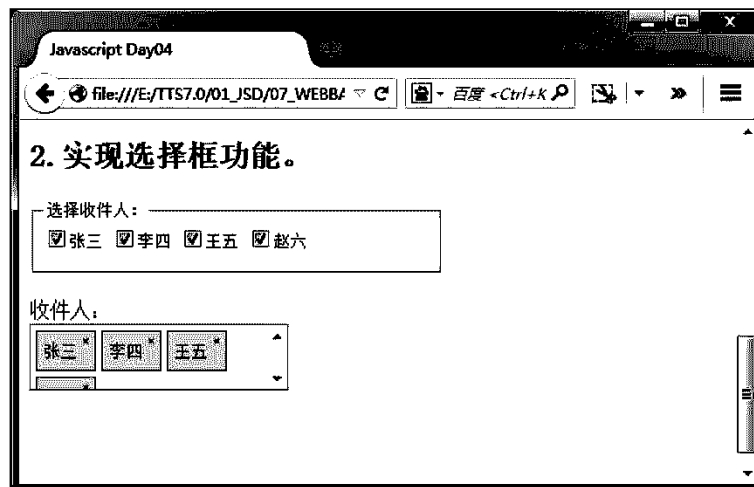 Javascript Day04
file:///E:/TTS7.0/01_JSD/07_WEBBA
百度 <Ctrl+K
2. 实现选择框功能。
选择收件人：
张三 李四 王五 赵六
收件人：
张三 × 李四 × 王五 ×